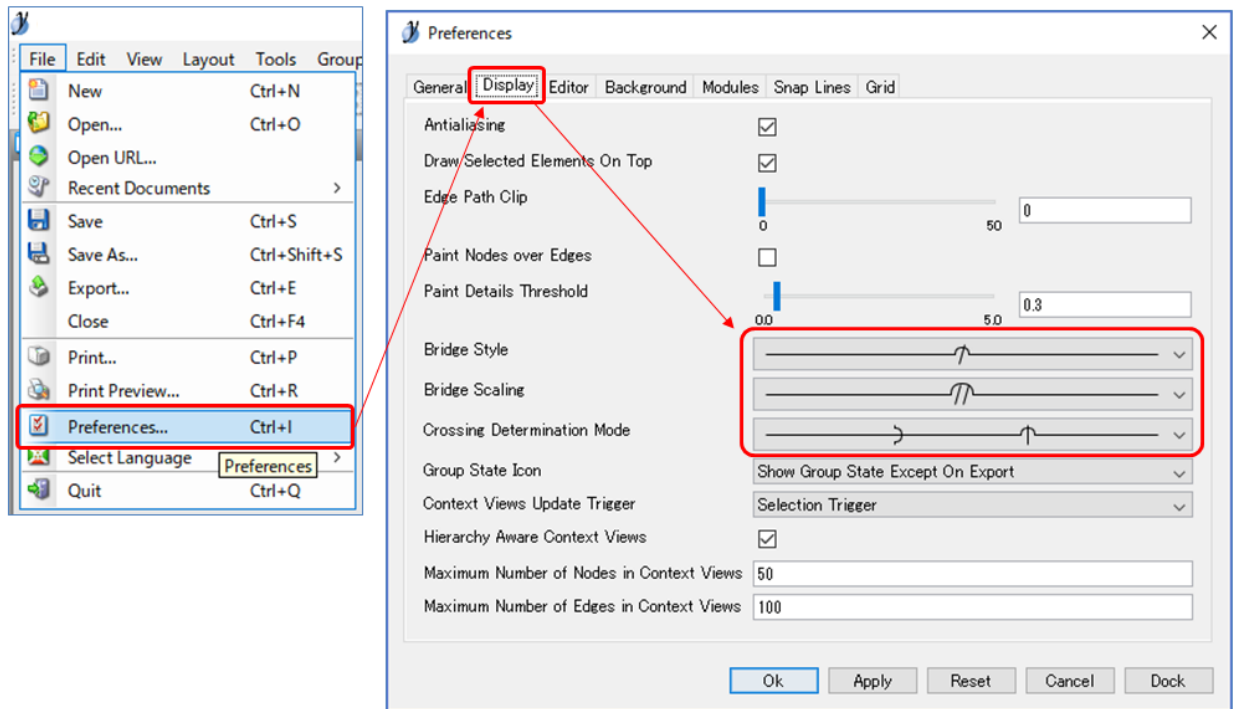 File Edit View Layout Tools Group
New Ctrl+N
Open... Ctrl+O
Open URL...
Recent Documents
Save Ctrl+S
Save As... Ctrl+Shift+S
Export... Ctrl+E
Close Ctrl+F4
Print... Ctrl+P
Print Preview... Ctrl+R
Preferences... Ctrl+I
Select Language
Preferences
Quit Ctrl+Q
Preferences
General Display Editor Background Modules Snap Lines Grid
Antialiasing
Draw Selected Elements On Top
Edge Path Clip
0
0 50
Paint Nodes over Edges
Paint Details Threshold
0.3
0.0 5.0
Bridge Style
Bridge Scaling
Crossing Determination Mode
Group State Icon Show Group State Except On Export
Context Views Update Trigger Selection Trigger
Hierarchy Aware Context Views
Maximum Number of Nodes in Context Views 50
Maximum Number of Edges in Context Views 100
Ok Apply Reset Cancel Dock